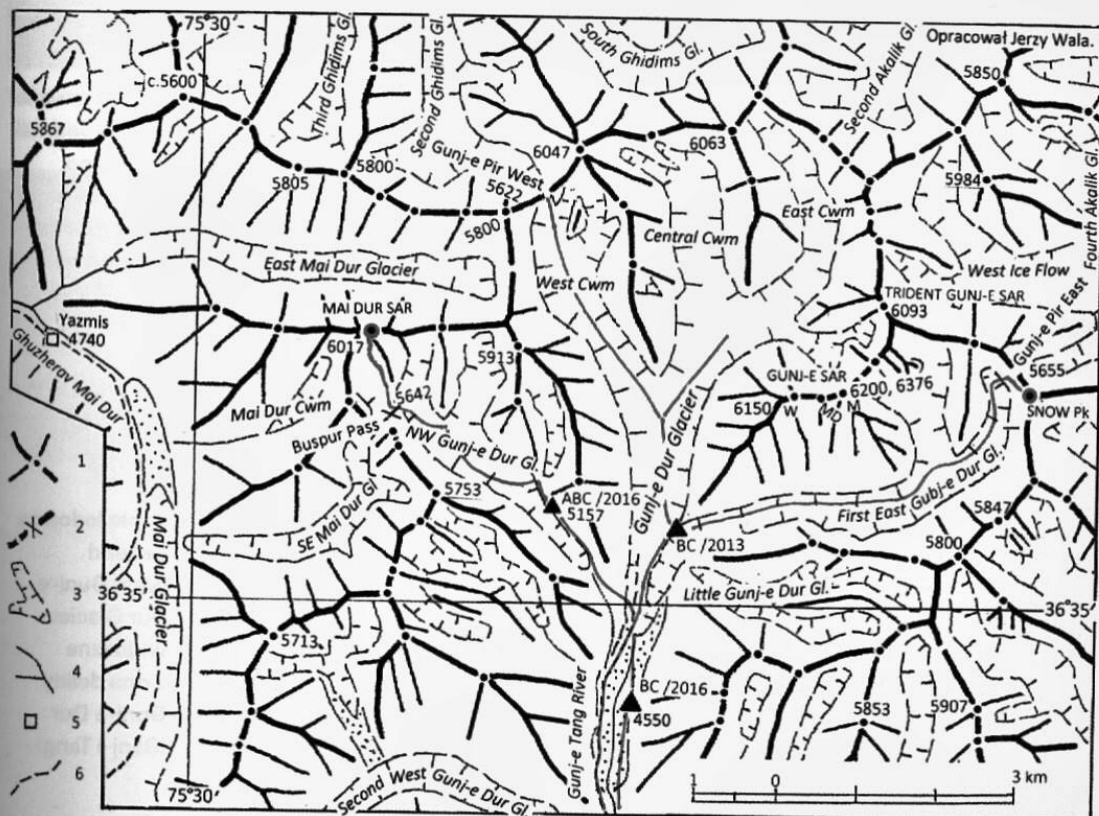 75°30'
Third Ghidims Gl.
Second Ghidims Gl.
South Ghidims Gl.
Second Akalik Gl.
Opracował Jerzy Wala.
c.5600
5850
5867
6047
6063
Gunj-e Pir West
5622
5800
5805
5984
Fourth Akalik Gl.
5800
East Cwm
Central Cwm
East Mai Dur Glacier
West Cwm
West Ice Flow
TRIDENT GUNJ-E SAR
6093
MAI DUR SAR
6017
Yazmis
4740
Ghuzherav Mai Dur
Gunj-e Pir East
5655
5913
GUNJ-E SAR
6200, 6376
6150
W
MD
M
SNOW Pk
5642
Mai Dur Cwm
Buspur Pass
NW Gunj-e Dur Gl.
Gunj-e Dur Glacier
First East Gubj-e Dur Gl.
1
5753
ABC /2016
5157
5847
SE Mai Dur Gl
BC /2013
5800
2
Mai Dur Glacier
3
36°35'
Little Gunj-e Dur Gl.
36°35
5713
4
Gunj-e Tang River
BC /2016
4550
5853
5907
5
6
75°30
Second West Gunj-e Dur Gl.
1
0
3 km